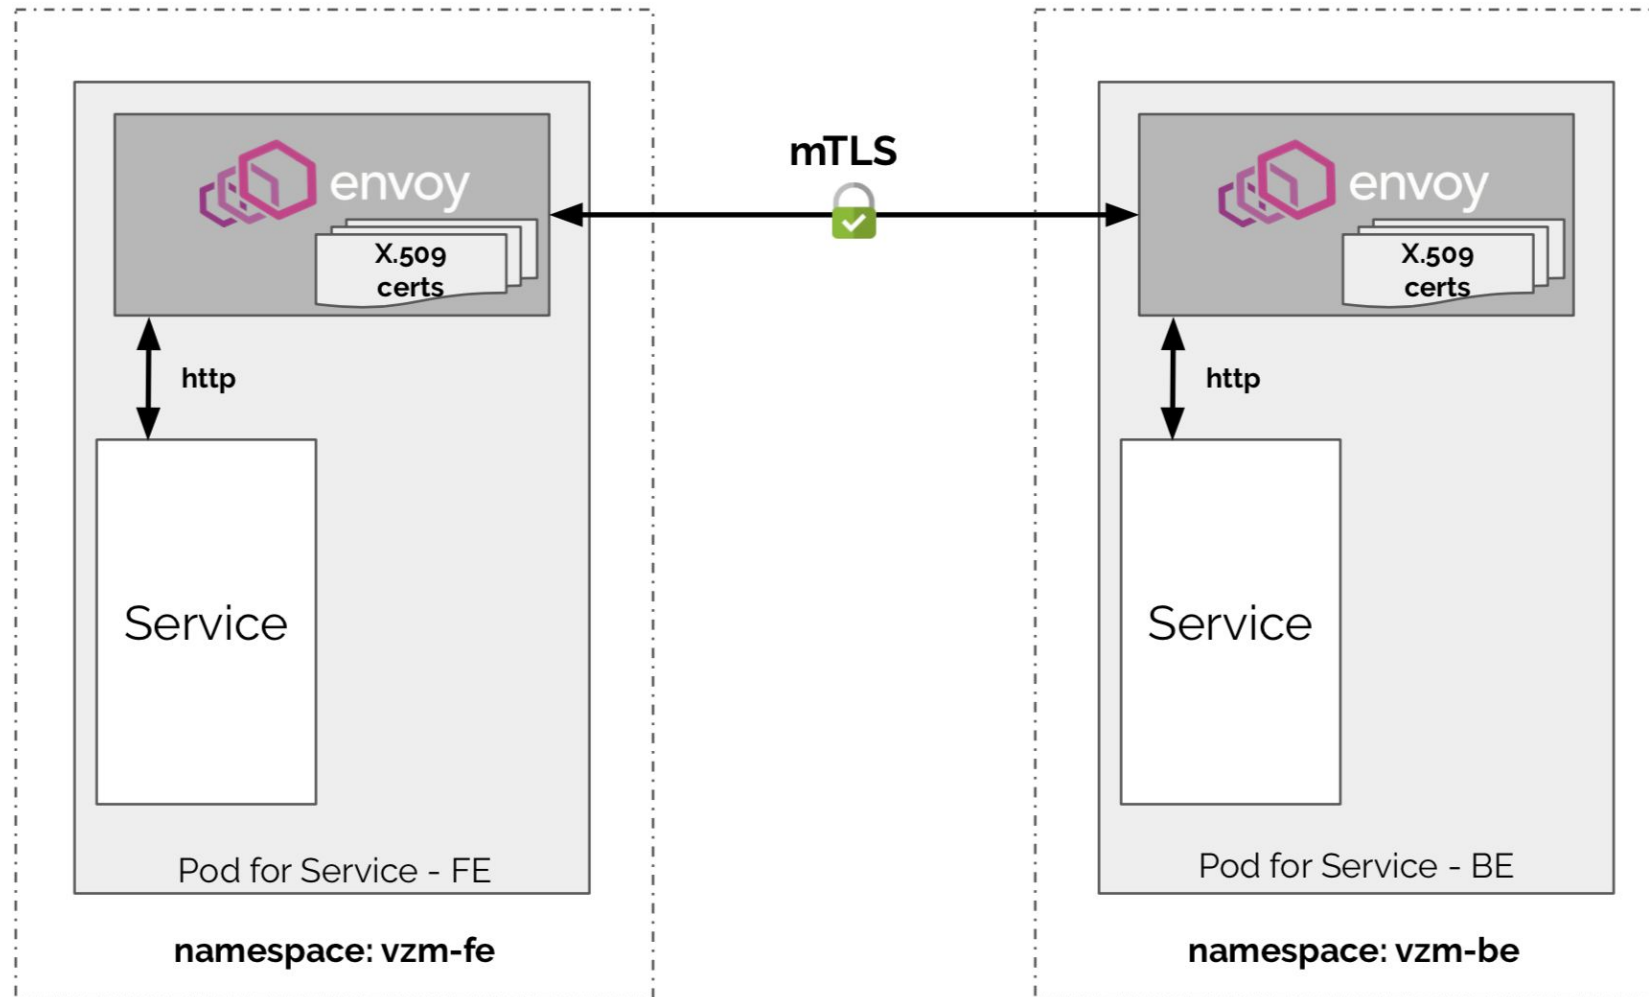 mTLS
envoy
X.509
certs
http
Service
Pod for Service - FE
namespace: vzm-fe
envoy
X.509
certs
http
Service
Pod for Service - BE
namespace: vzm-be